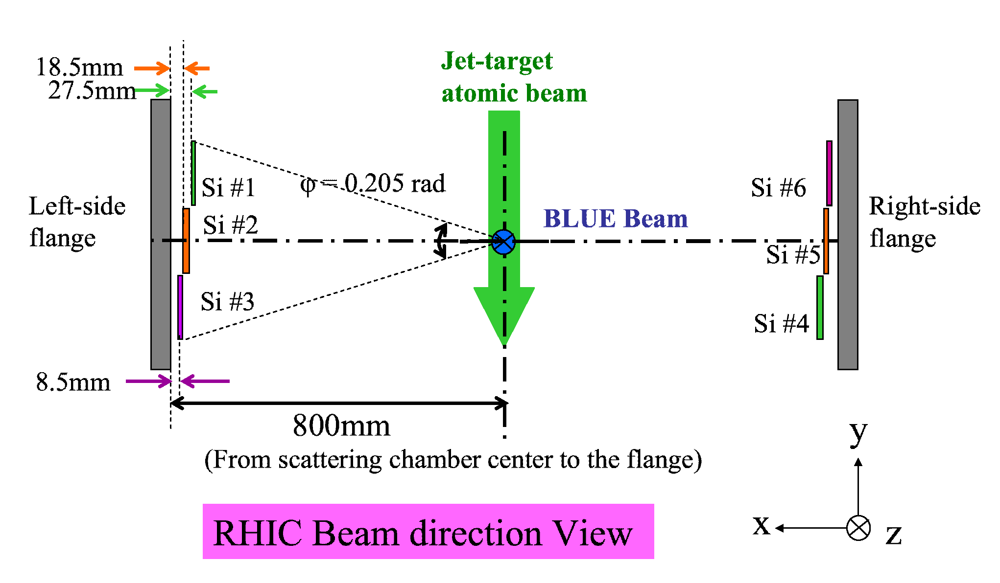 18.5mm
27.5mm
Jet-target
atomic beam
Si #1
φ = 0.205 rad
Si #6
Left-side
flange
Si #2
BLUE Beam
Right-side
flange
Si #5
Si #3
Si #4
8.5mm
800mm
(From scattering chamber center to the flange)
y
x
z
RHIC Beam direction View